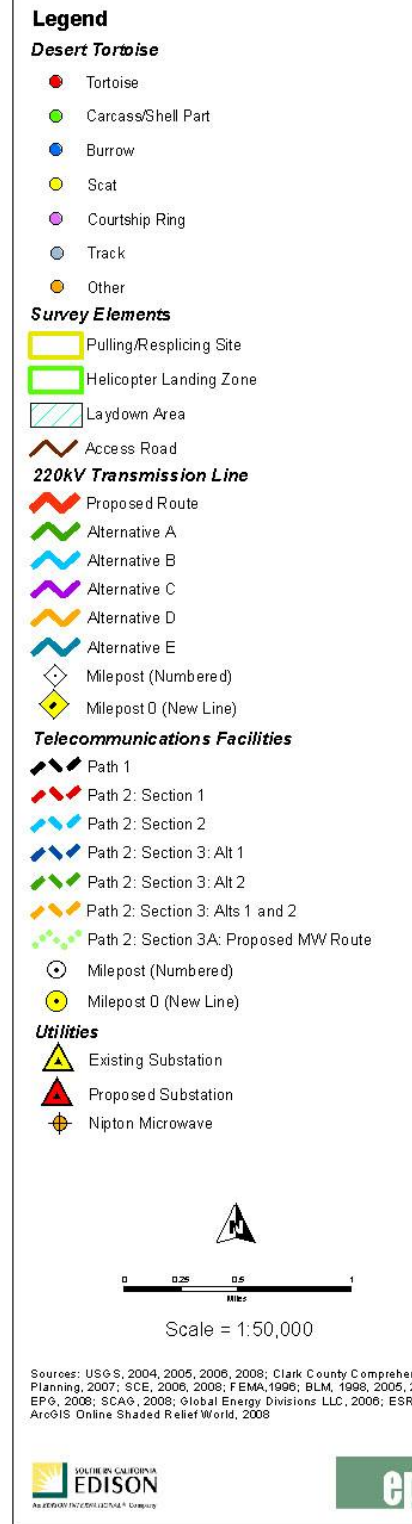 Legend
Desert Tortoise
Tortoise
Carcass/Shell Part
Burrow
Scat
Courtship Ring
Track
Other
Survey Elements
Pulling/Resplicing Site
Helicopter Landing Zone
Laydown Area
Access Road
220kV Transmission Line
Proposed Route
Alternative A
Alternative B
Alternative C
Alternative D
Alternative E
Milepost (Numbered)
Milepost 0 (New Line)
Telecommunications Facilities
Path 1
Path 2: Section 1
Path 2: Section 2
Path 2: Section 3: Alt 1
Path 2: Section 3: Alt 2
Path 2: Section 3: Alts 1 and 2
Path 2: Section 3A: Proposed MW Route
Milepost (Numbered)
Milepost 0 (New Line)
Utilities
Existing Substation
Proposed Substation
Nipton Microwave
N
0 0.25 0.5 1
Miles
Scale = 1:50,000
Sources: USGS, 2004, 2005, 2006, 2008; Clark County Comprehen
Planning, 2007; SCE, 2006, 2008; FEMA,1996; BLM, 1998, 2005, 2
EPG, 2008; SCAG, 2008; Global Energy Divisions LLC, 2006; ESR
ArcGIS Online Shaded Relief World, 2008
SOUTHERN CALIFORNIA
EDISON
An EDISON INTERNATIONAL® Company